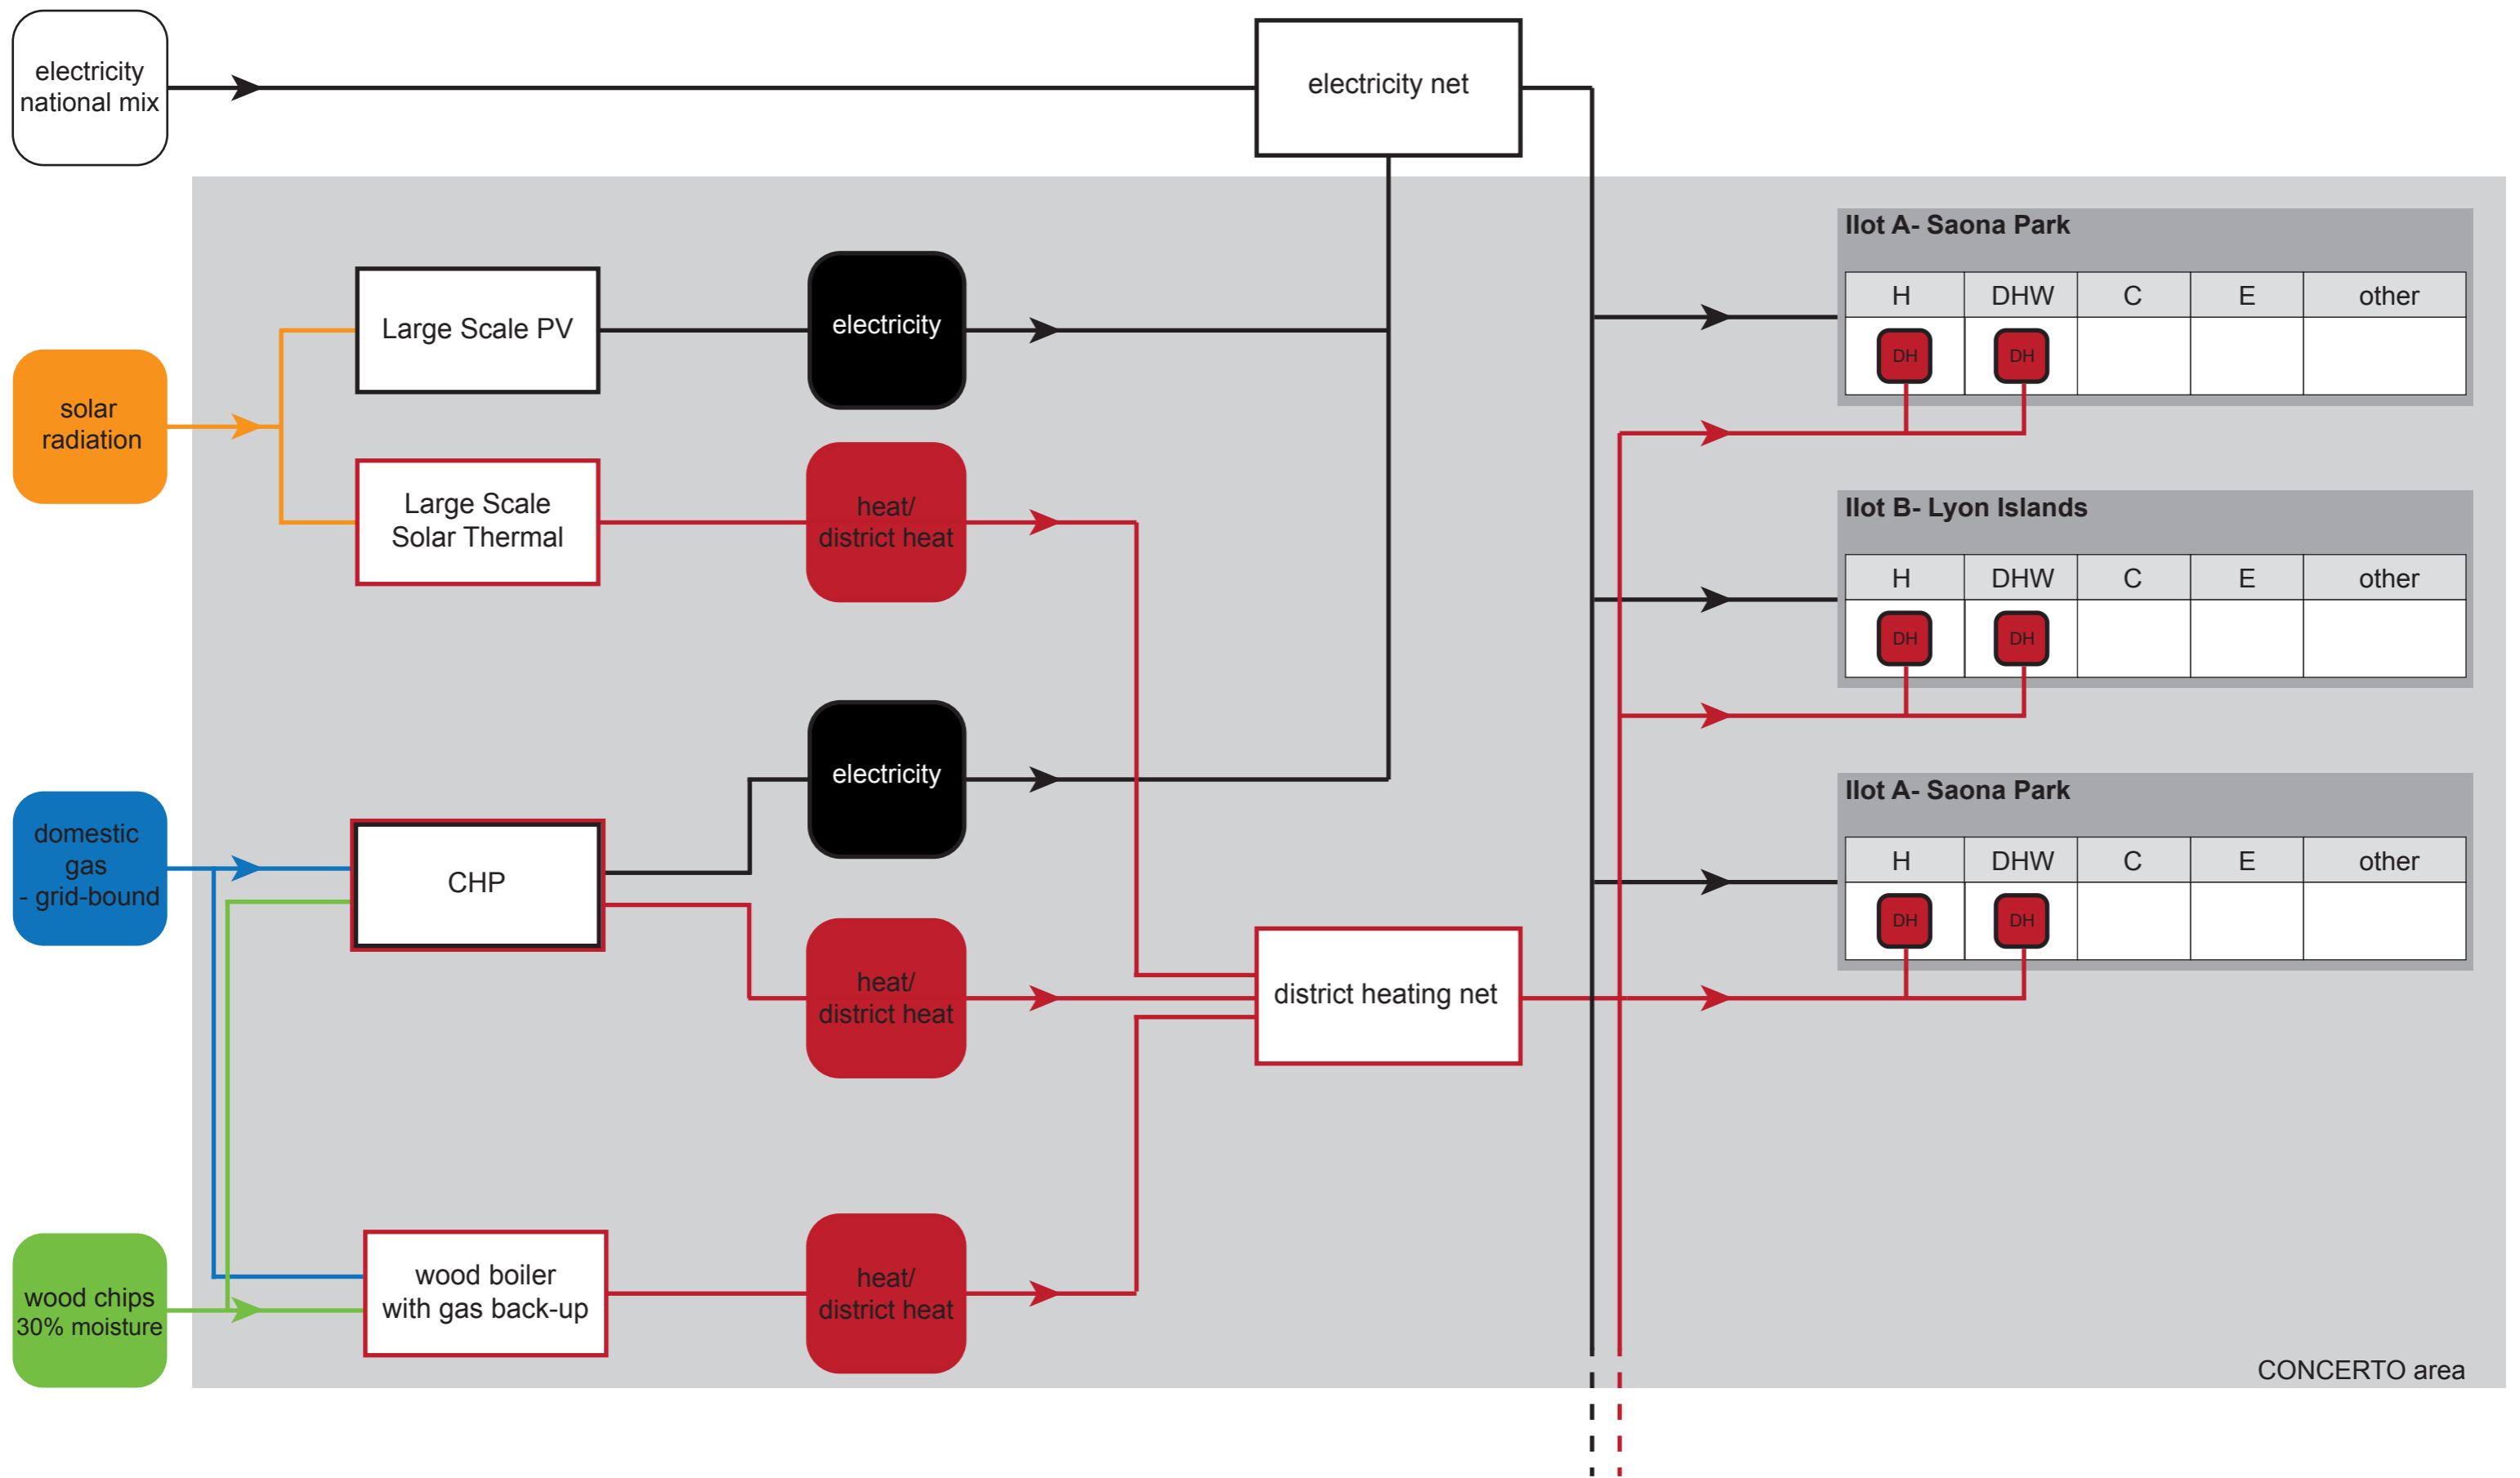 electricity
national mix
electricity net
solar
radiation
Large Scale PV
electricity
Large Scale
Solar Thermal
heat/
district heat
domestic
gas
- grid-bound
CHP
electricity
heat/
district heat
district heating net
wood chips
30% moisture
wood boiler
with gas back-up
heat/
district heat
Ilot A- Saona Park
H DHW C E other
DH DH
Ilot B- Lyon Islands
H DHW C E other
DH DH
Ilot A- Saona Park
H DHW C E other
DH DH
CONCERTO area